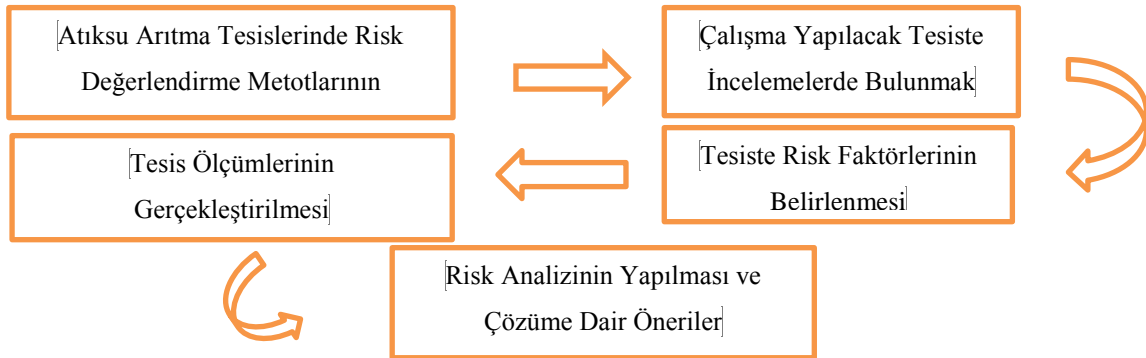 Atıksu Arıtma Tesislerinde Risk
Değerlendirme Metotlarının
Çalışma Yapılacak Tesiste
İncelemelerde Bulunmak
Tesiste Risk Faktörlerinin
Belirlenmesi
Tesis Ölçümlerinin
Gerçekleştirilmesi
Risk Analizinin Yapılması ve
Çözüme Dair Öneriler